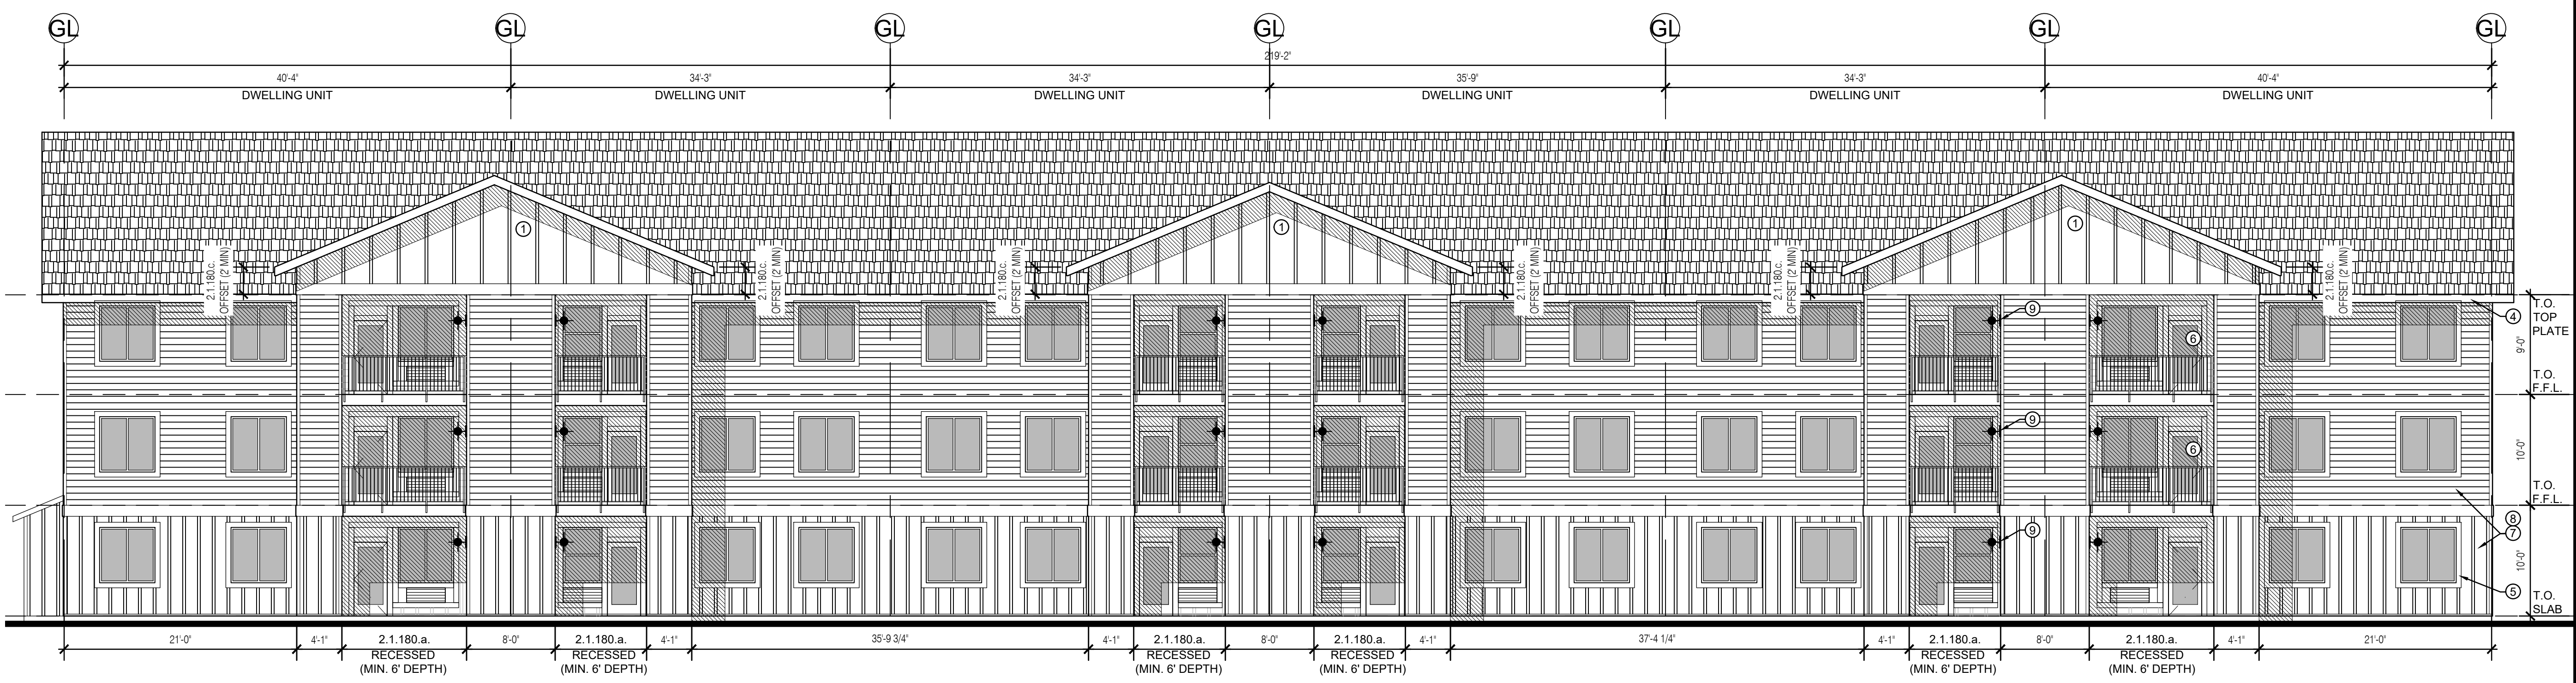 GL GL GL GL GL GL GL
219'-2"
40'-4" 34'-3" 34'-3" 35'-9" 34'-3" 40'-4"
DWELLING UNIT DWELLING UNIT DWELLING UNIT DWELLING UNIT DWELLING UNIT DWELLING UNIT
1 1 1
2.1.180.c.
OFFSET (2 MIN)
2.1.180.c.
OFFSET (2 MIN)
2.1.180.c.
OFFSET (2 MIN)
2.1.180.c.
OFFSET (2 MIN)
2.1.180.c.
OFFSET (2 MIN)
2.1.180.c.
OFFSET (2 MIN)
T.O.
TOP
PLATE
4
9
6
9'-0"
T.O.
F.F.L.
9
6
10'-0"
T.O.
F.F.L.
8
7
9
10'-0"
5
T.O.
SLAB
21'-0" 4'-1" 2.1.180.a. 8'-0" 2.1.180.a. 4'-1" 35'-9 3/4" 4'-1" 2.1.180.a. 8'-0" 2.1.180.a. 4'-1" 37'-4 1/4" 4'-1" 2.1.180.a. 8'-0" 2.1.180.a. 4'-1" 21'-0"
RECESSED RECESSED RECESSED RECESSED RECESSED RECESSED
(MIN. 6' DEPTH) (MIN. 6' DEPTH) (MIN. 6' DEPTH) (MIN. 6' DEPTH) (MIN. 6' DEPTH) (MIN. 6' DEPTH)